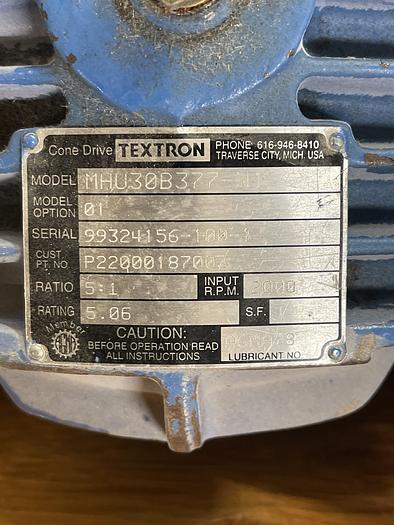 Cone Drive TEXTRON PHONE 616-946-8410
TRAVERSE CITY, MICH. USA
MODEL MHU30B377
MODEL OPTION 01
SERIAL 99324156-100-1
CUST. PT. NO. P22000187007
RATIO 5:1 INPUT R.P.M. 3000
RATING 5.06 S.F.
Member
CAUTION:
BEFORE OPERATION READ
ALL INSTRUCTIONS
LUBRICANT NO